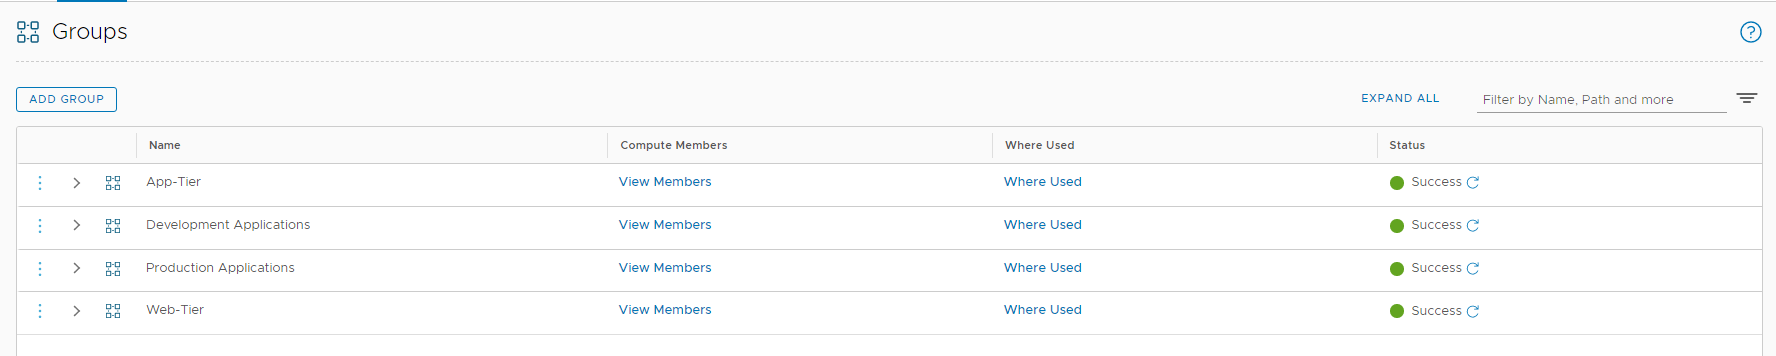 Groups
ADD GROUP
EXPAND ALL
Filter by Name, Path and more
Name Compute Members Where Used Status
App-Tier View Members Where Used Success
Development Applications View Members Where Used Success
Production Applications View Members Where Used Success
Web-Tier View Members Where Used Success